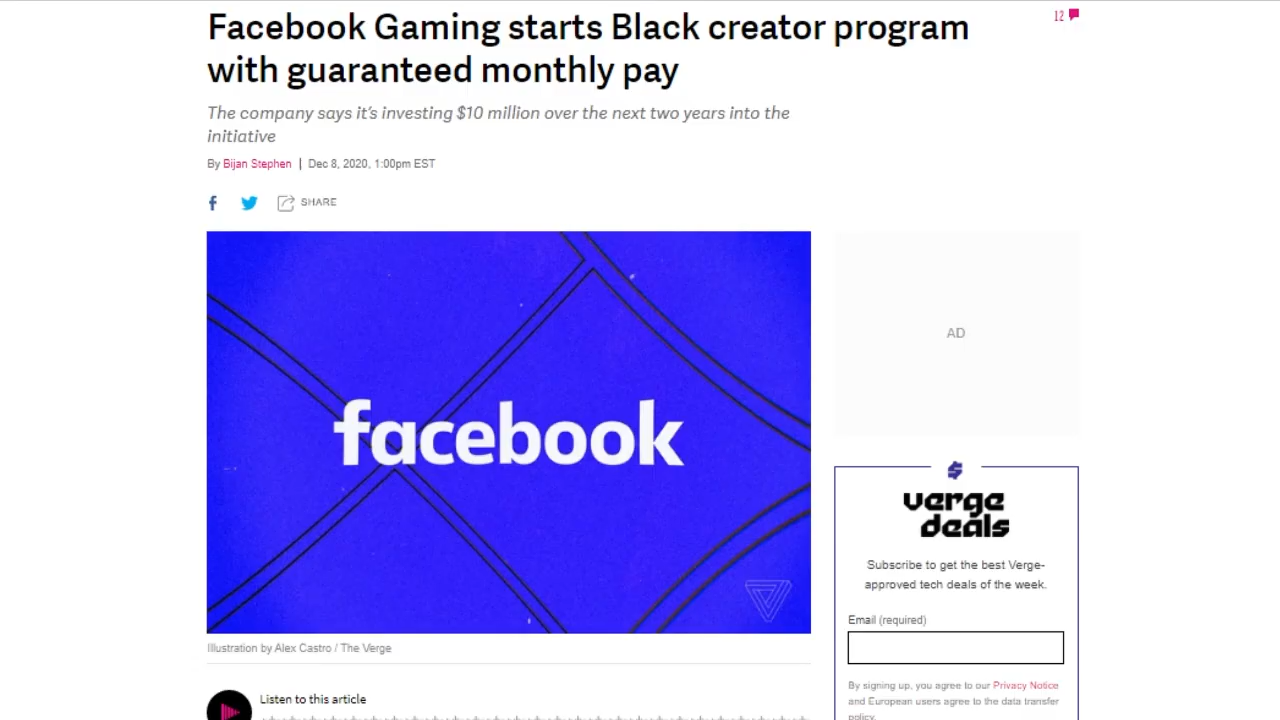 Facebook Gaming starts Black creator program
with guaranteed monthly pay
12
The company says it's investing $10 million over the next two years into the
initiative
By Bijan Stephen | Dec 8, 2020, 1:00pm EST
f SHARE
facebook
AD
verge
deals
Subscribe to get the best Verge-
approved tech deals of the week.
Email (required)
Illustration by Alex Castro / The Verge
By signing up, you agree to our Privacy Notice
and European users agree to the data transfer
policy.
Listen to this article